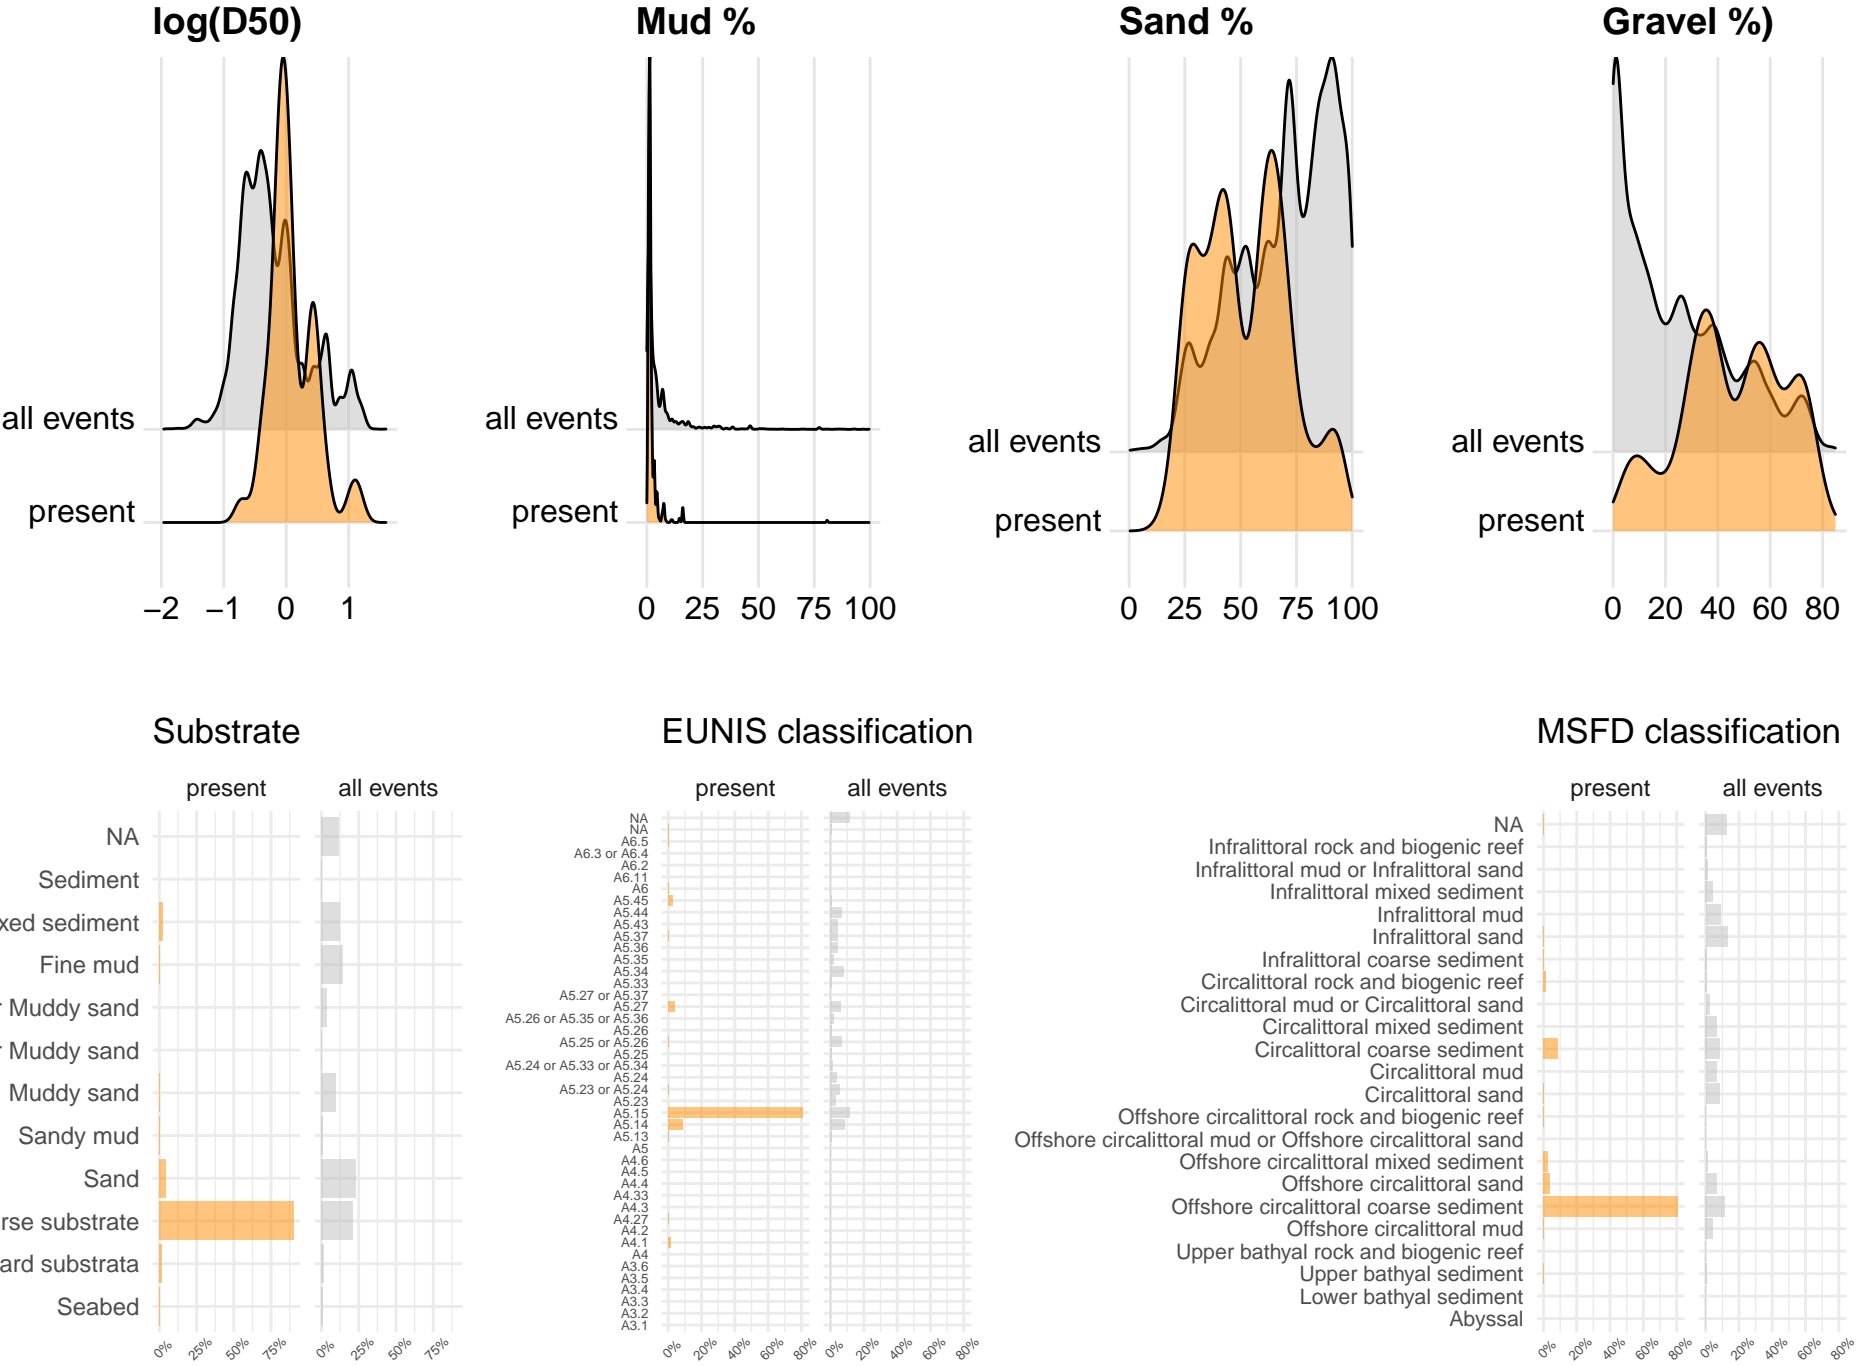 log(D50)
Mud %
Sand %
Gravel %)
all events
present
all events
present
all events
present
all events
present
−2 −1 0 1
0 25 50 75 100
0 25 50 75 100
0 20 40 60 80
Substrate
present all events
NA
Sediment
xed sediment
Fine mud
r Muddy sand
r Muddy sand
Muddy sand
Sandy mud
Sand
rse substrate
ard substrata
Seabed
0% 25% 50% 75% 0% 25% 50% 75%
EUNIS classification
present all events
NA
NA
A6.5
A6.3 or A6.4
A6.2
A6.11
A6
A5.45
A5.44
A5.43
A5.37
A5.36
A5.35
A5.34
A5.33
A5.27 or A5.37
A5.27
A5.26 or A5.35 or A5.36
A5.26
A5.25 or A5.26
A5.25
A5.24 or A5.33 or A5.34
A5.24
A5.23 or A5.24
A5.23
A5.15
A5.14
A5.13
A5
A4.6
A4.5
A4.4
A4.33
A4.3
A4.27
A4.2
A4.1
A4
A3.6
A3.5
A3.4
A3.3
A3.2
A3.1
0% 20% 40% 60% 80% 0% 20% 40% 60% 80%
MSFD classification
present all events
NA
Infralittoral rock and biogenic reef
Infralittoral mud or Infralittoral sand
Infralittoral mixed sediment
Infralittoral mud
Infralittoral sand
Infralittoral coarse sediment
Circalittoral rock and biogenic reef
Circalittoral mud or Circalittoral sand
Circalittoral mixed sediment
Circalittoral coarse sediment
Circalittoral mud
Circalittoral sand
Offshore circalittoral rock and biogenic reef
Offshore circalittoral mud or Offshore circalittoral sand
Offshore circalittoral mixed sediment
Offshore circalittoral sand
Offshore circalittoral coarse sediment
Offshore circalittoral mud
Upper bathyal rock and biogenic reef
Upper bathyal sediment
Lower bathyal sediment
Abyssal
0% 20% 40% 60% 80% 0% 20% 40% 60% 80%